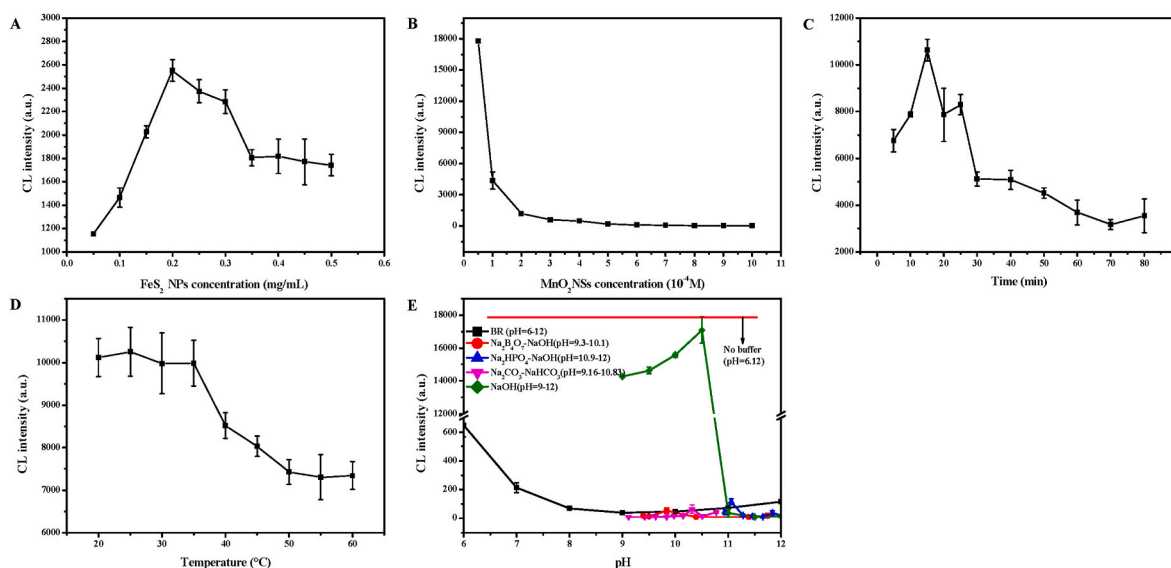 A
3000
2800
2600
2400
2200
2000
1800
1600
1400
1200
1000
CL intensity (a.u.)
0.0 0.1 0.2 0.3 0.4 0.5 0.6
FeS2 NPs concentration (mg/mL)
B
18000
15000
12000
9000
6000
3000
0
CL intensity (a.u.)
0 1 2 3 4 5 6 7 8 9 10 11
MnO2NSs concentration (10-4M)
C
12000
10000
8000
6000
4000
2000
CL intensity (a.u.)
0 10 20 30 40 50 60 70 80
Time (min)
D
11000
10000
9000
8000
7000
6000
CL intensity (a.u.)
20 30 40 50 60
Temperature (°C)
E
18000
17000
16000
15000
14000
13000
12000
600
400
200
0
CL intensity (a.u.)
BR (pH=6-12)
Na2B4O7-NaOH(pH=9.3-10.1)
Na2HPO4-NaOH(pH=10.9-12)
Na2CO3-NaHCO3(pH=9.16-10.83)
NaOH(pH=9-12)
No buffer
(pH=6.12)
6 7 8 9 10 11 12
pH